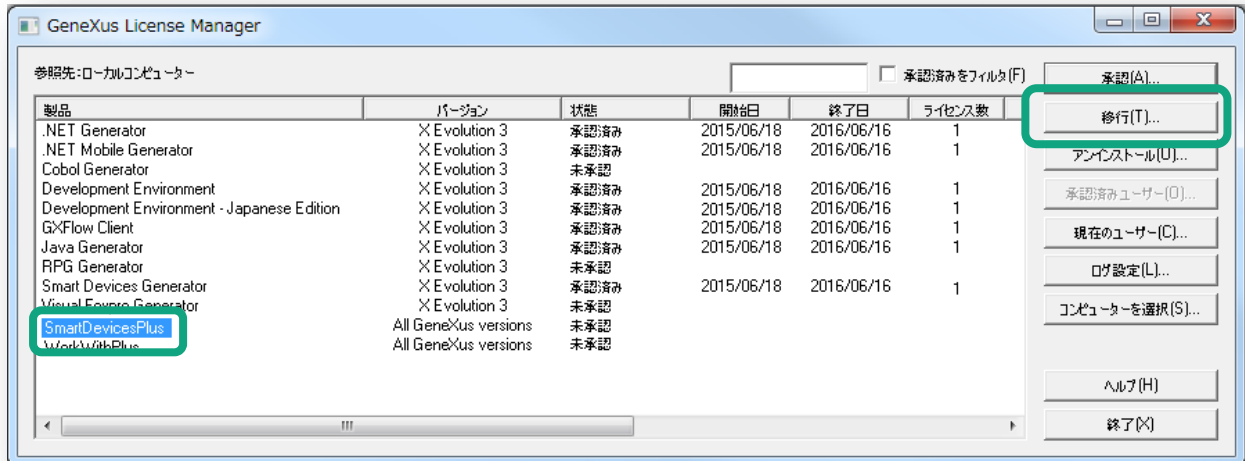 GeneXus License Manager
参照先:ローカルコンピューター
承認済みをフィルタ(F)
製品 バージョン 状態 開始日 終了日 ライセンス数
.NET Generator X Evolution 3 承認済み 2015/06/18 2016/06/16 1
.NET Mobile Generator X Evolution 3 承認済み 2015/06/18 2016/06/16 1
Cobol Generator X Evolution 3 未承認
Development Environment X Evolution 3 承認済み 2015/06/18 2016/06/16 1
Development Environment - Japanese Edition X Evolution 3 承認済み 2015/06/18 2016/06/16 1
GXFlow Client X Evolution 3 承認済み 2015/06/18 2016/06/16 1
Java Generator X Evolution 3 承認済み 2015/06/18 2016/06/16 1
RPG Generator X Evolution 3 未承認
Smart Devices Generator X Evolution 3 承認済み 2015/06/18 2016/06/16 1
Visual Foxpro Generator X Evolution 3 未承認
SmartDevicesPlus All GeneXus versions 未承認
WorkWithPlus All GeneXus versions 未承認
承認(A)...
移行(T)...
アンインストール(U)...
承認済みユーザー(O)...
現在のユーザー(C)...
ログ設定(L)...
コンピューターを選択(S)...
ヘルプ(H)
終了(X)